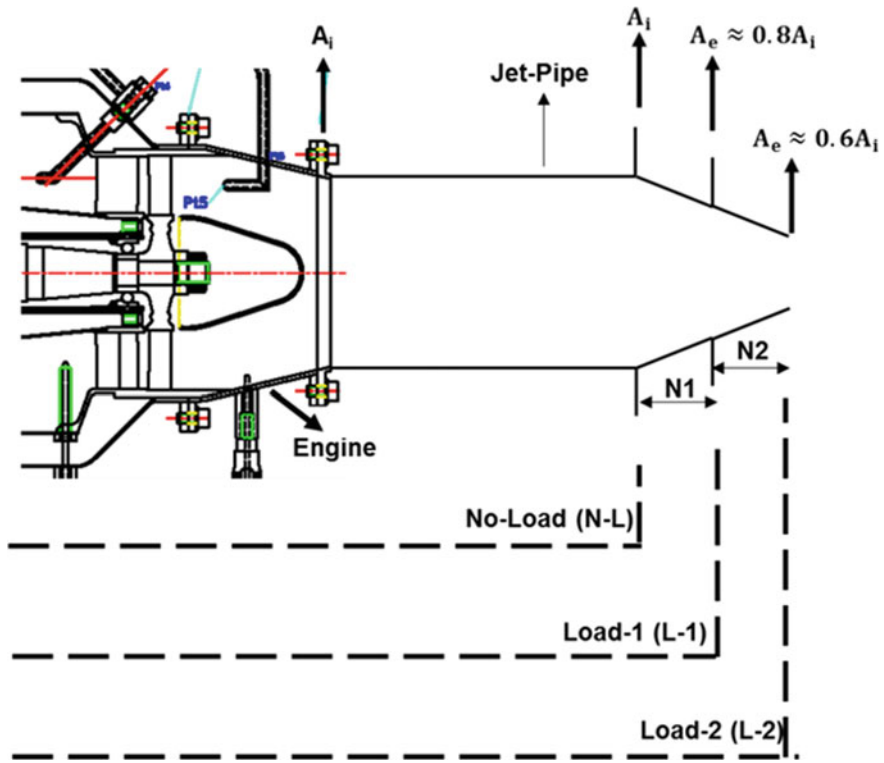 Aᵢ
Aᵢ
Aₑ ≈ 0.8Aᵢ
Jet-Pipe
Aₑ ≈ 0.6Aᵢ
Pt5
N1
N2
Engine
No-Load (N-L)
Load-1 (L-1)
Load-2 (L-2)